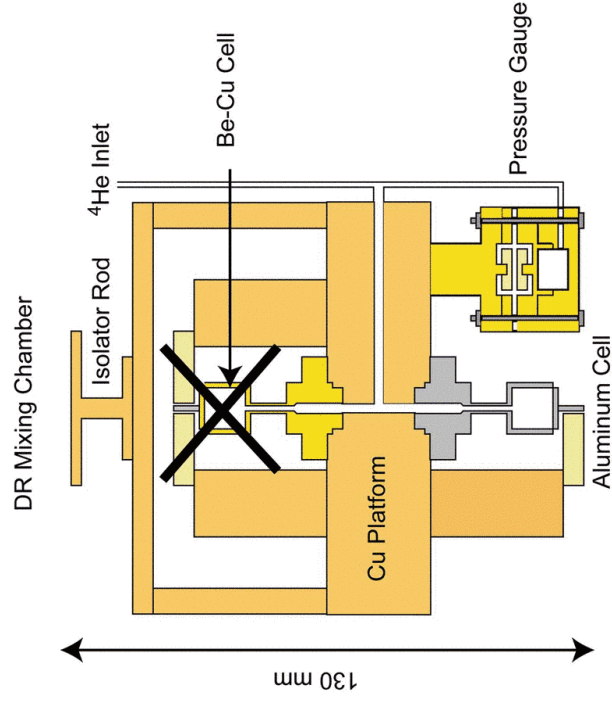 DR Mixing Chamber
Isolator Rod
⁴He Inlet
Be-Cu Cell
Pressure Gauge
Cu Platform
Aluminum Cell
130 mm